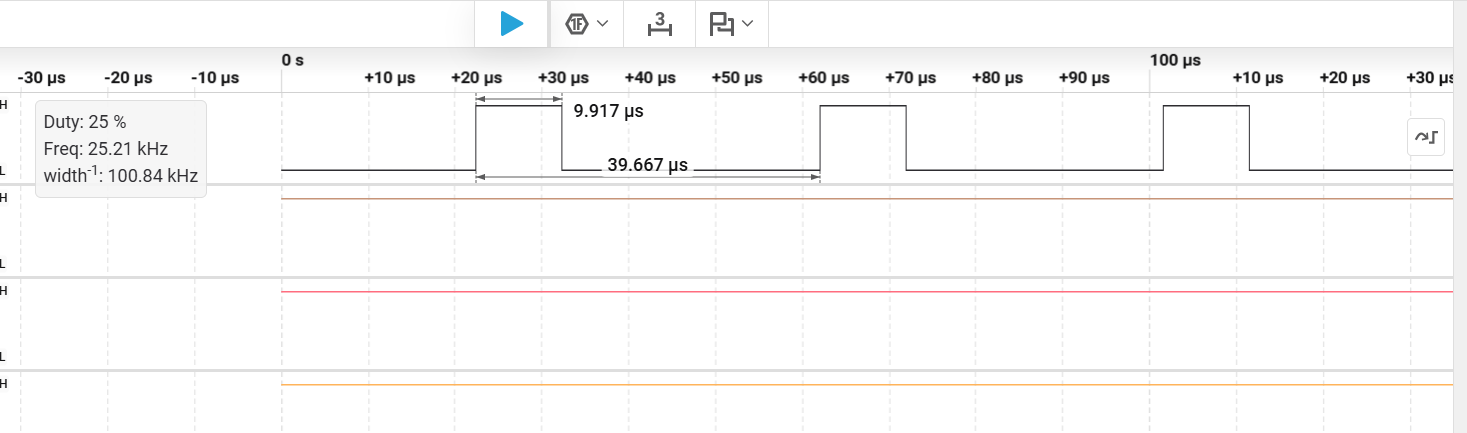 1F
3
0 s
100 µs
-30 µs -20 µs -10 µs +10 µs +20 µs +30 µs +40 µs +50 µs +60 µs +70 µs +80 µs +90 µs +10 µs +20 µs +30 µs
H
Duty: 25 %
Freq: 25.21 kHz
width⁻¹: 100.84 kHz
9.917 µs
39.667 µs
L
H
L
H
L
H